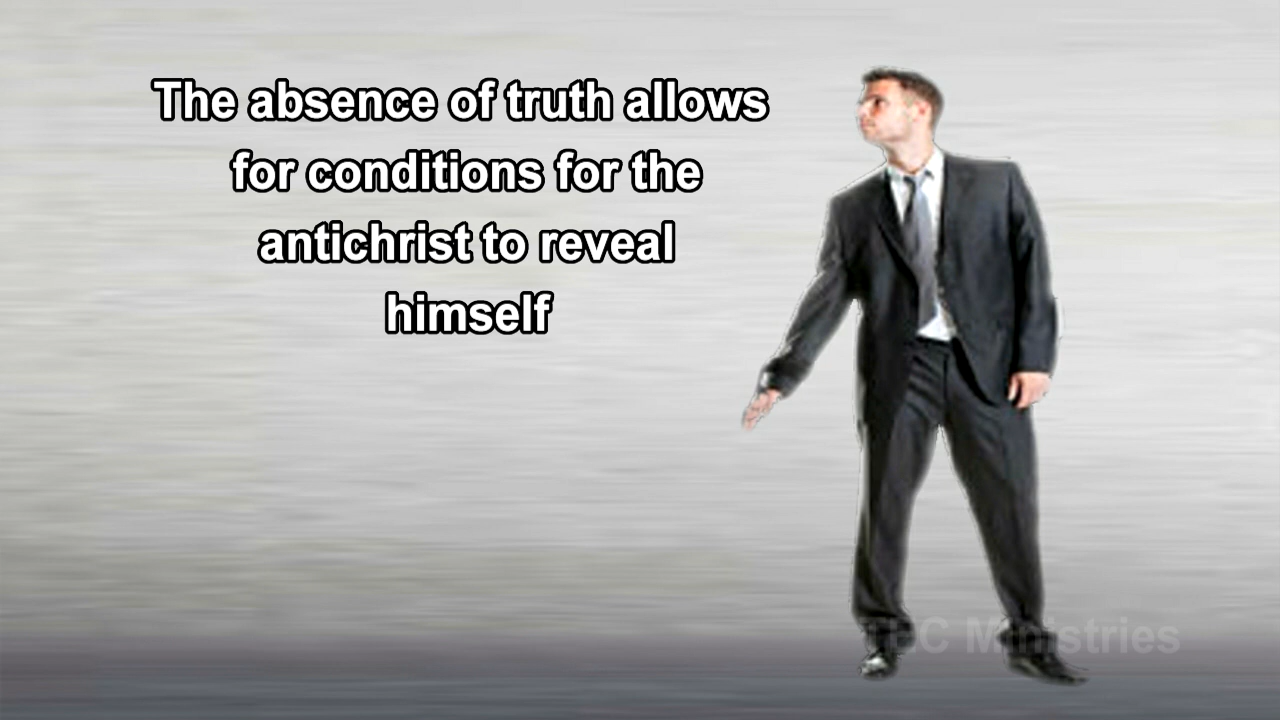 The absence of truth allows
for conditions for the
antichrist to reveal
himself
Ministries